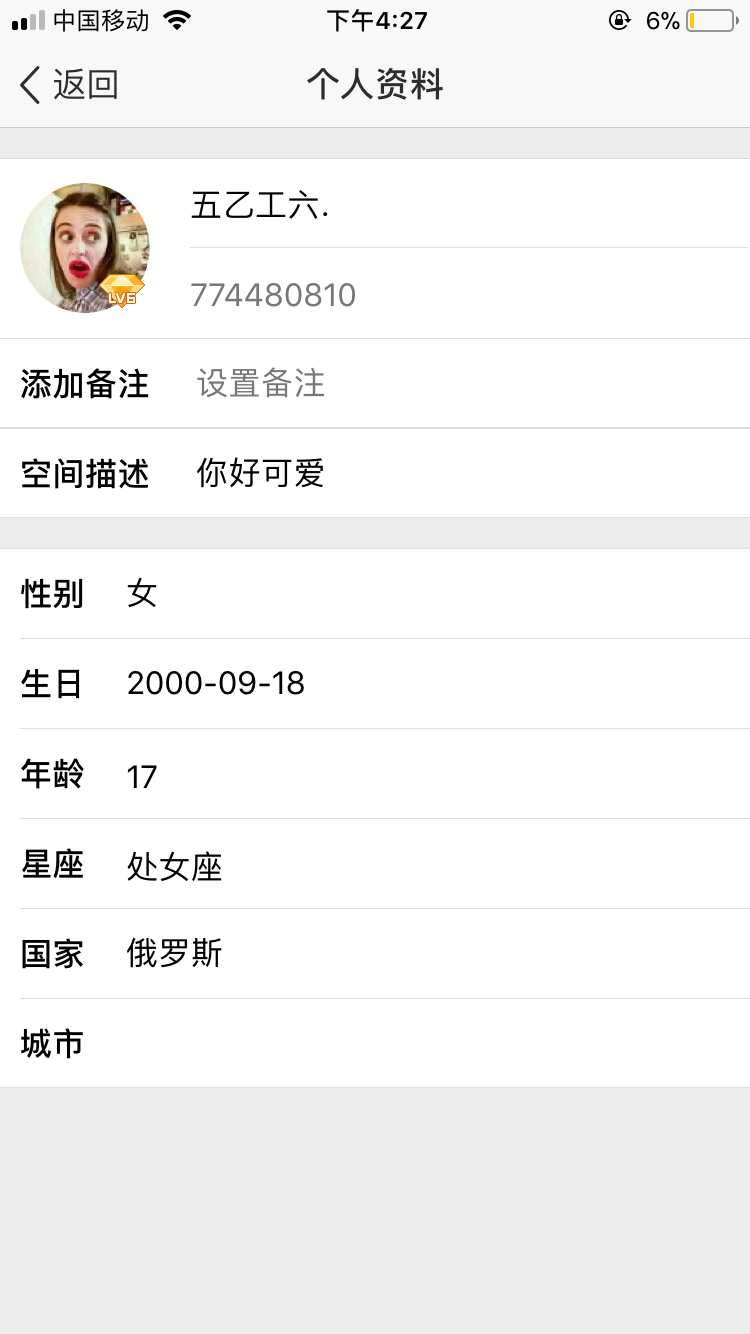 中国移动 下午4:27 6%
返回 个人资料
五乙工六.
LV6
774480810
添加备注 设置备注
空间描述 你好可爱
性别 女
生日 2000-09-18
年龄 17
星座 处女座
国家 俄罗斯
城市